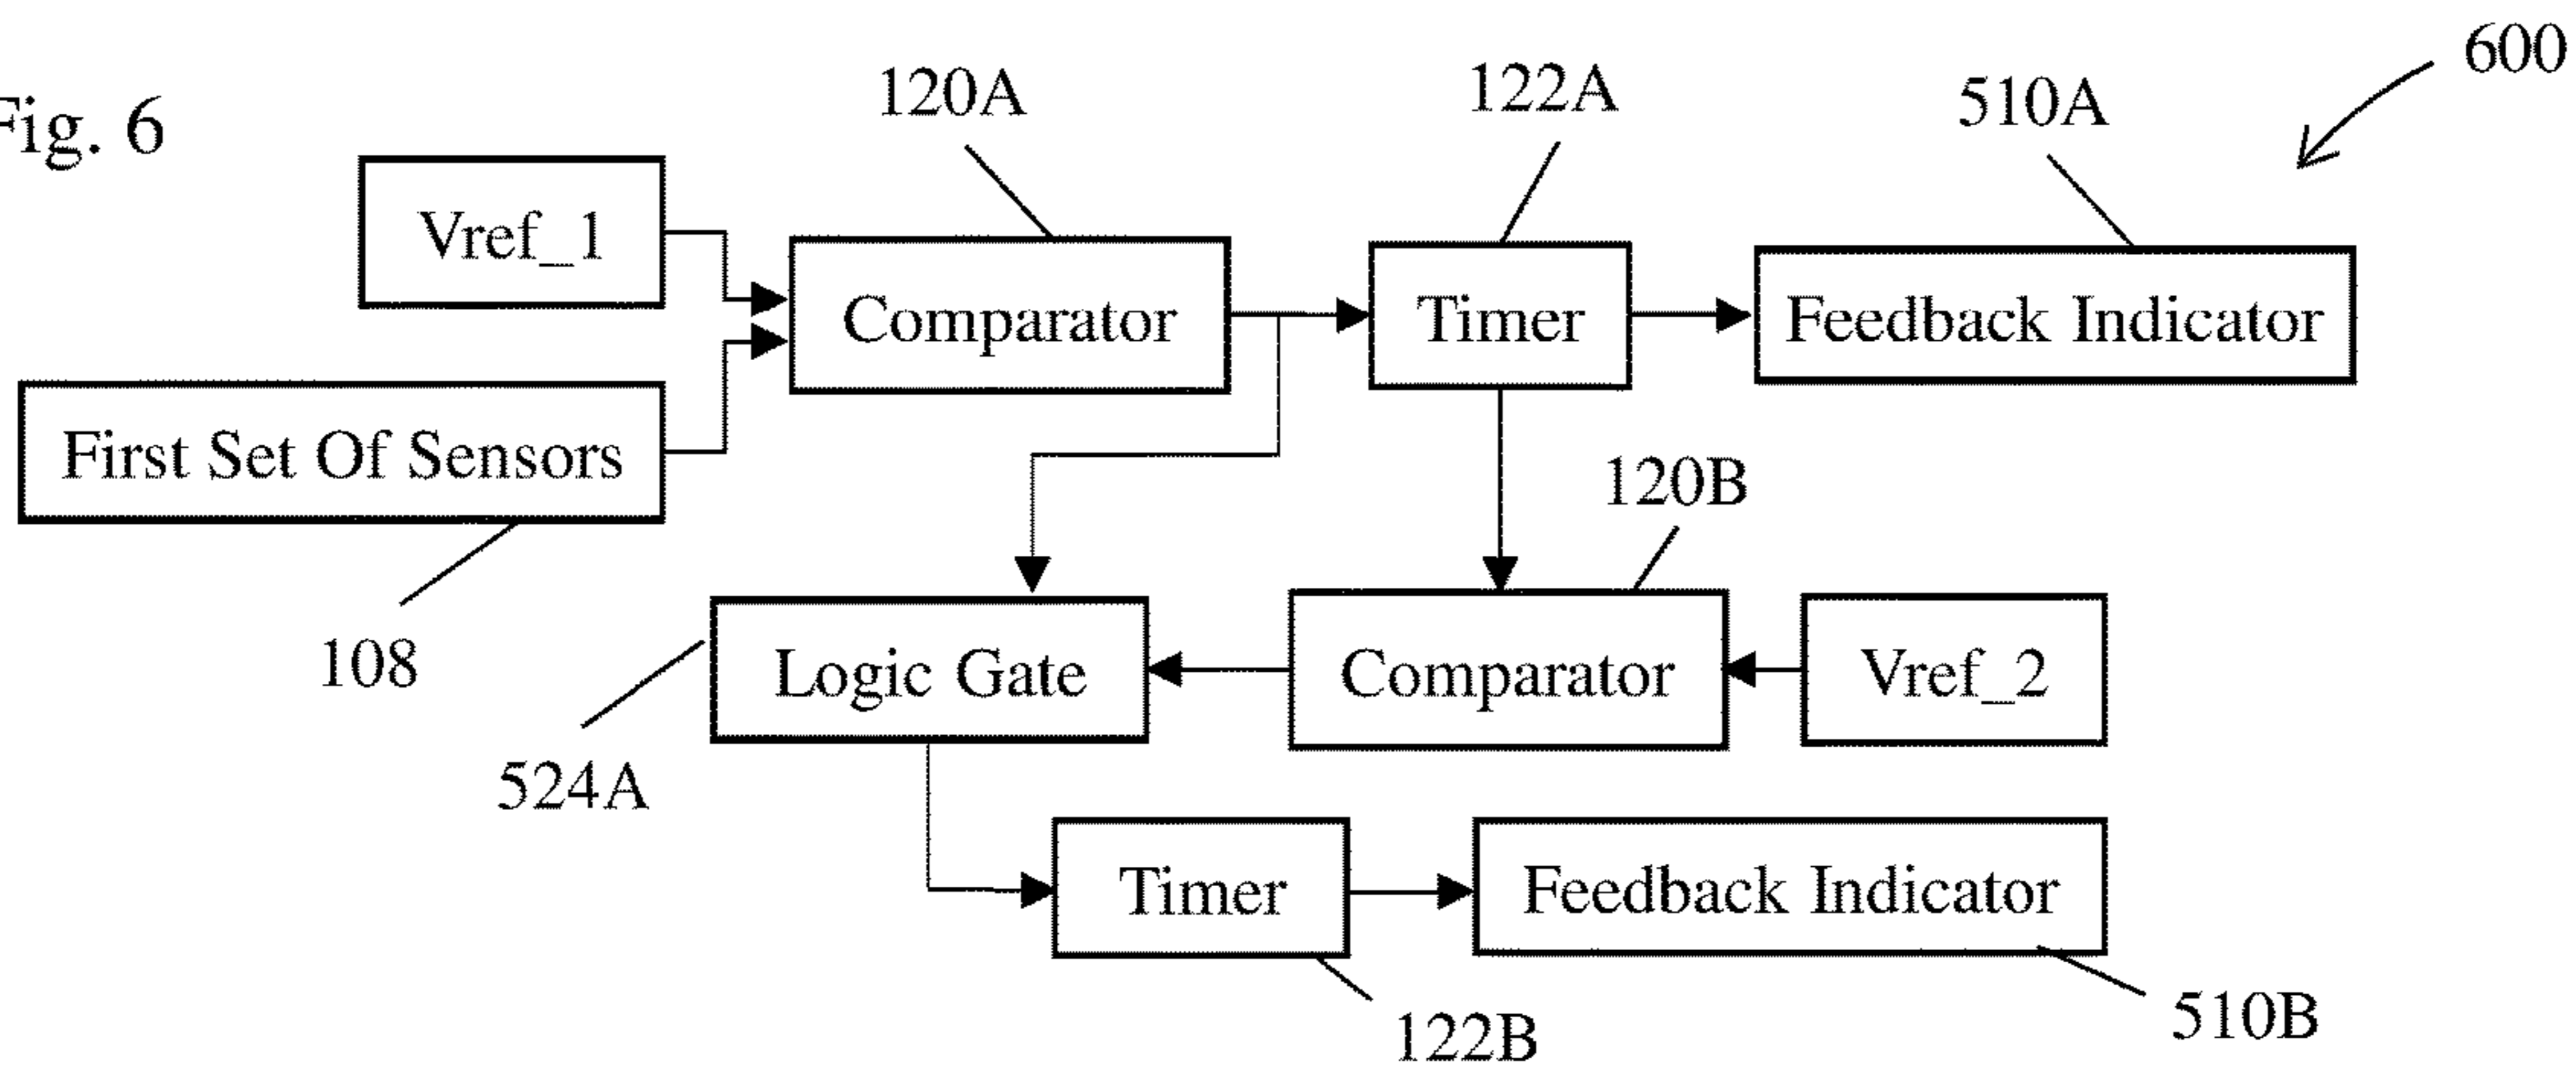 600
Fig. 6
120A
122A
510A
Vref_1
Comparator
Timer
Feedback Indicator
First Set Of Sensors
120B
108
Logic Gate
Comparator
Vref_2
524A
Timer
Feedback Indicator
122B
510B